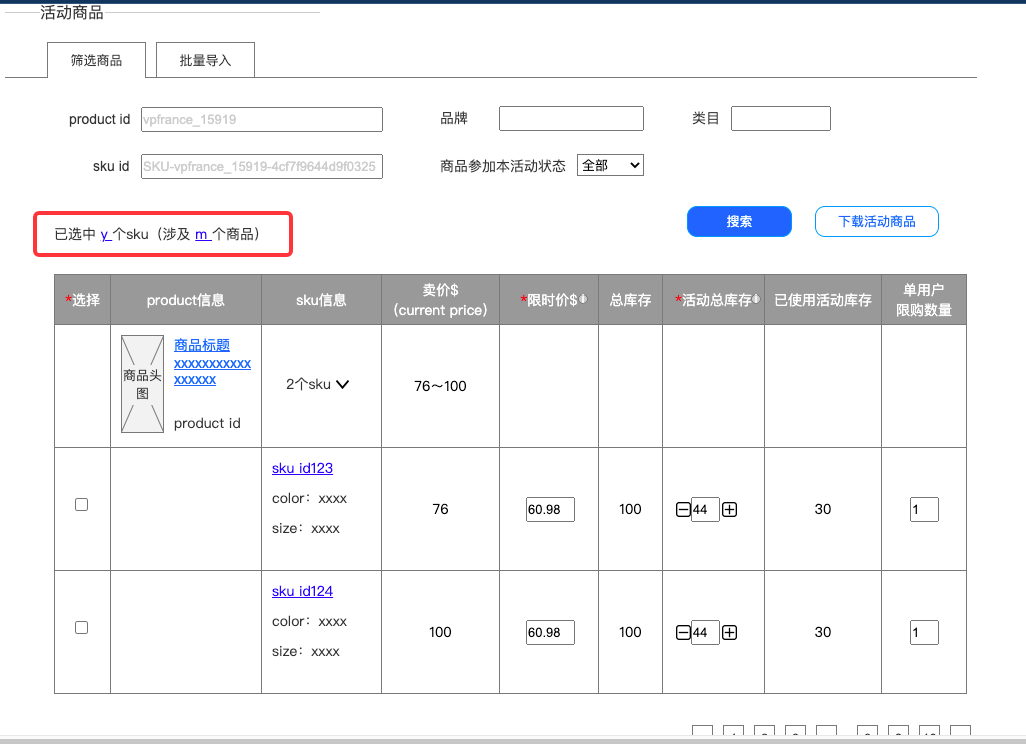 活动商品
筛选商品 批量导入
product id vpfrance_15919 品牌 类目
sku id SKU-vpfrance_15919-4cf7f9644d9f0325 商品参加本活动状态 全部
搜索 下载活动商品
已选中 y 个sku（涉及 m 个商品）
*选择 product信息 sku信息 卖价$ *限时价$ 总库存 *活动总库存 已使用活动库存 单用户
(current price) 限购数量
商品标题
xxxxxxxxxxx
xxxxxx
商品头
图
product id
2个sku 76～100
sku id123
color：xxxx
size：xxxx
76 60.98 100 44 30 1
sku id124
color：xxxx
size：xxxx
100 60.98 100 44 30 1